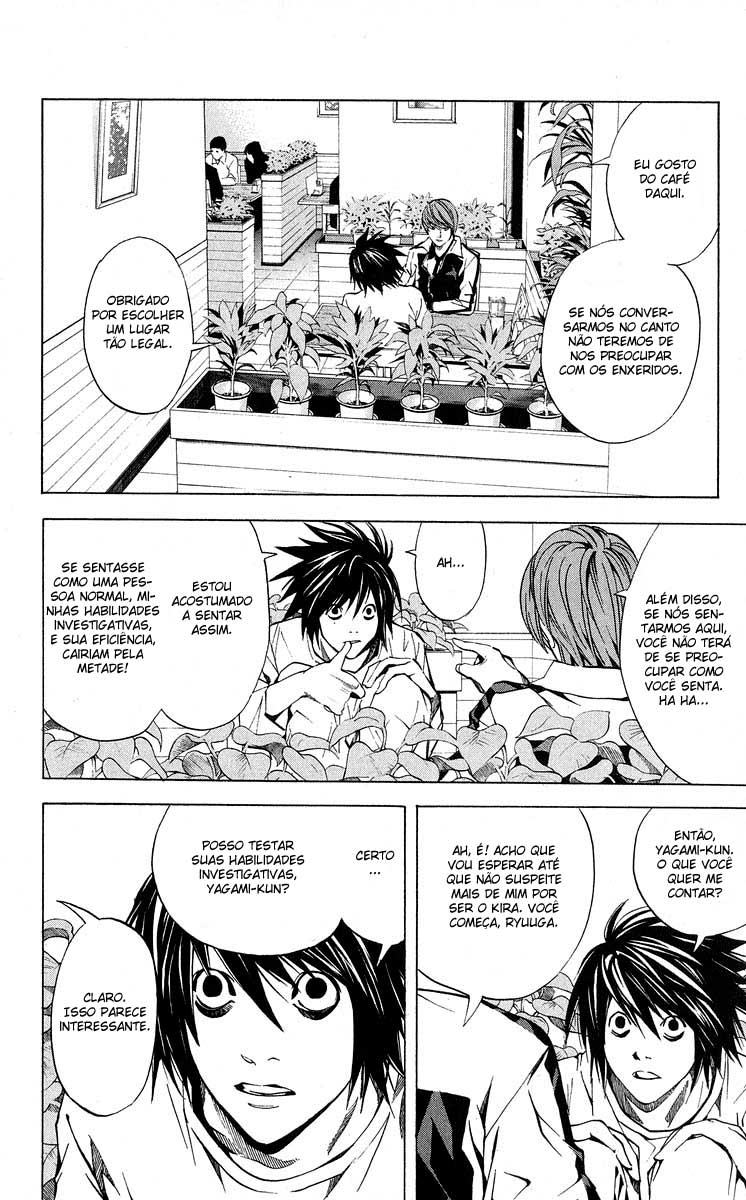 EU GOSTO
DO CAFÉ
DAQUI.
SE NÓS CONVER-
SARMOS NO CANTO
NÃO TEREMOS DE
NOS PREOCUPAR
COM OS ENXERIDOS.
OBRIGADO
POR ESCOLHER
UM LUGAR
TÃO LEGAL.
ALÉM DISSO,
SE NÓS SEN-
TARMOS AQUI,
VOCÊ NÃO TERÁ
DE SE PREO-
CUPAR COMO
VOCÊ SENTA.
HA HA...
AH...
ESTOU
ACOSTUMADO
A SENTAR
ASSIM.
SE SENTASSE
COMO UMA PES-
SOA NORMAL, MI-
NHAS HABILIDADES
INVESTIGATIVAS,
E SUA EFICIÊNCIA,
CAIRIAM PELA
METADE!
ENTÃO,
YAGAMI-KUN.
O QUE VOCÊ
QUER ME
CONTAR?
AH, É! ACHO QUE
VOU ESPERAR ATÉ
QUE NÃO SUSPEITE
MAIS DE MIM POR
SER O KIRA. VOCÊ
COMEÇA, RYUUGA.
CERTO
...
POSSO TESTAR
SUAS HABILIDADES
INVESTIGATIVAS,
YAGAMI-KUN?
CLARO.
ISSO PARECE
INTERESSANTE.